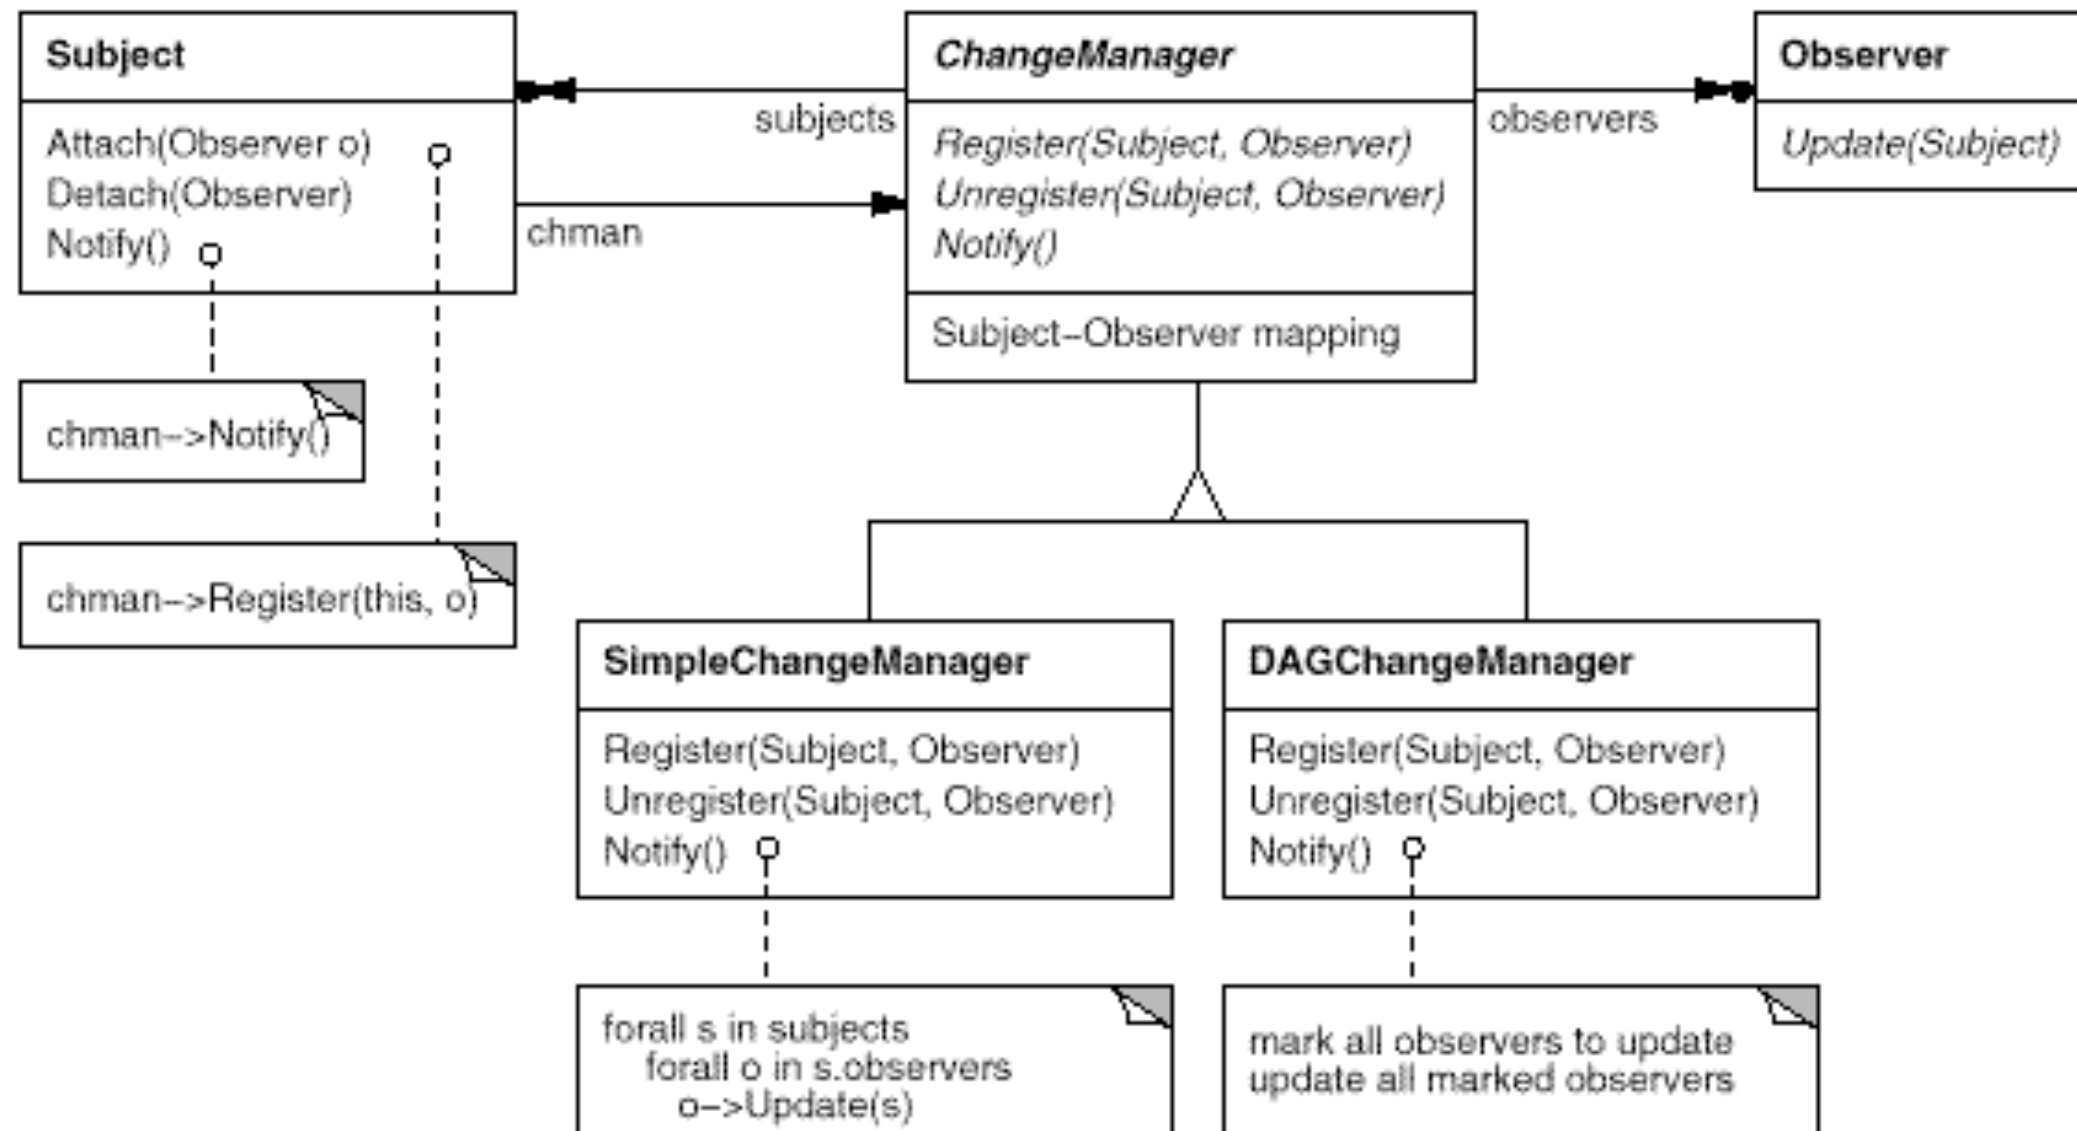 Subject
Attach(Observer o)
Detach(Observer)
Notify()
chman–>Notify()
chman–>Register(this, o)
subjects
chman
ChangeManager
Register(Subject, Observer)
Unregister(Subject, Observer)
Notify()
Subject–Observer mapping
observers
Observer
Update(Subject)
SimpleChangeManager
Register(Subject, Observer)
Unregister(Subject, Observer)
Notify()
forall s in subjects
forall o in s.observers
o–>Update(s)
DAGChangeManager
Register(Subject, Observer)
Unregister(Subject, Observer)
Notify()
mark all observers to update
update all marked observers